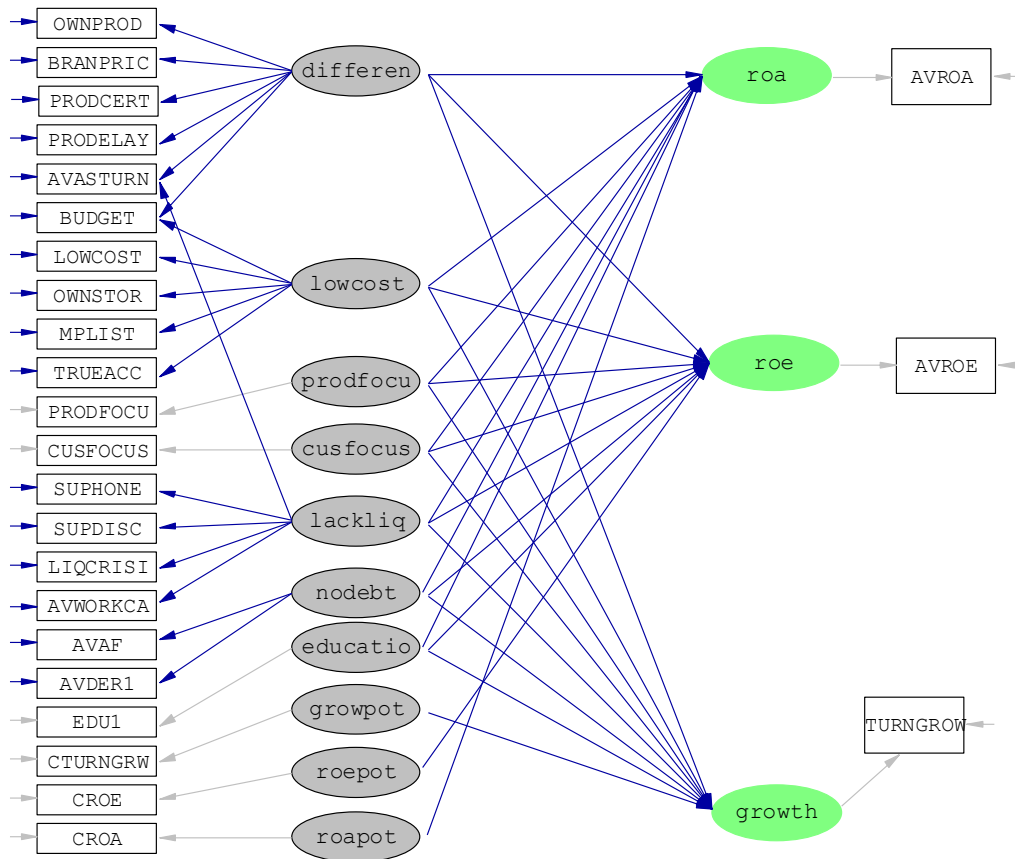 OWNPROD
BRANPRIC
PRODCERT
PRODELAY
AVASTURN
BUDGET
LOWCOST
OWNSTOR
MPLIST
TRUEACC
PRODFOCU
CUSFOCUS
SUPHONE
SUPDISC
LIQCRISI
AVWORKCA
AVAF
AVDER1
EDU1
CTURNGRW
CROE
CROA
differen
lowcost
prodfocu
cusfocus
lackliq
nodebt
educatio
growpot
roepot
roapot
roa
roe
growth
AVROA
AVROE
TURNGROW